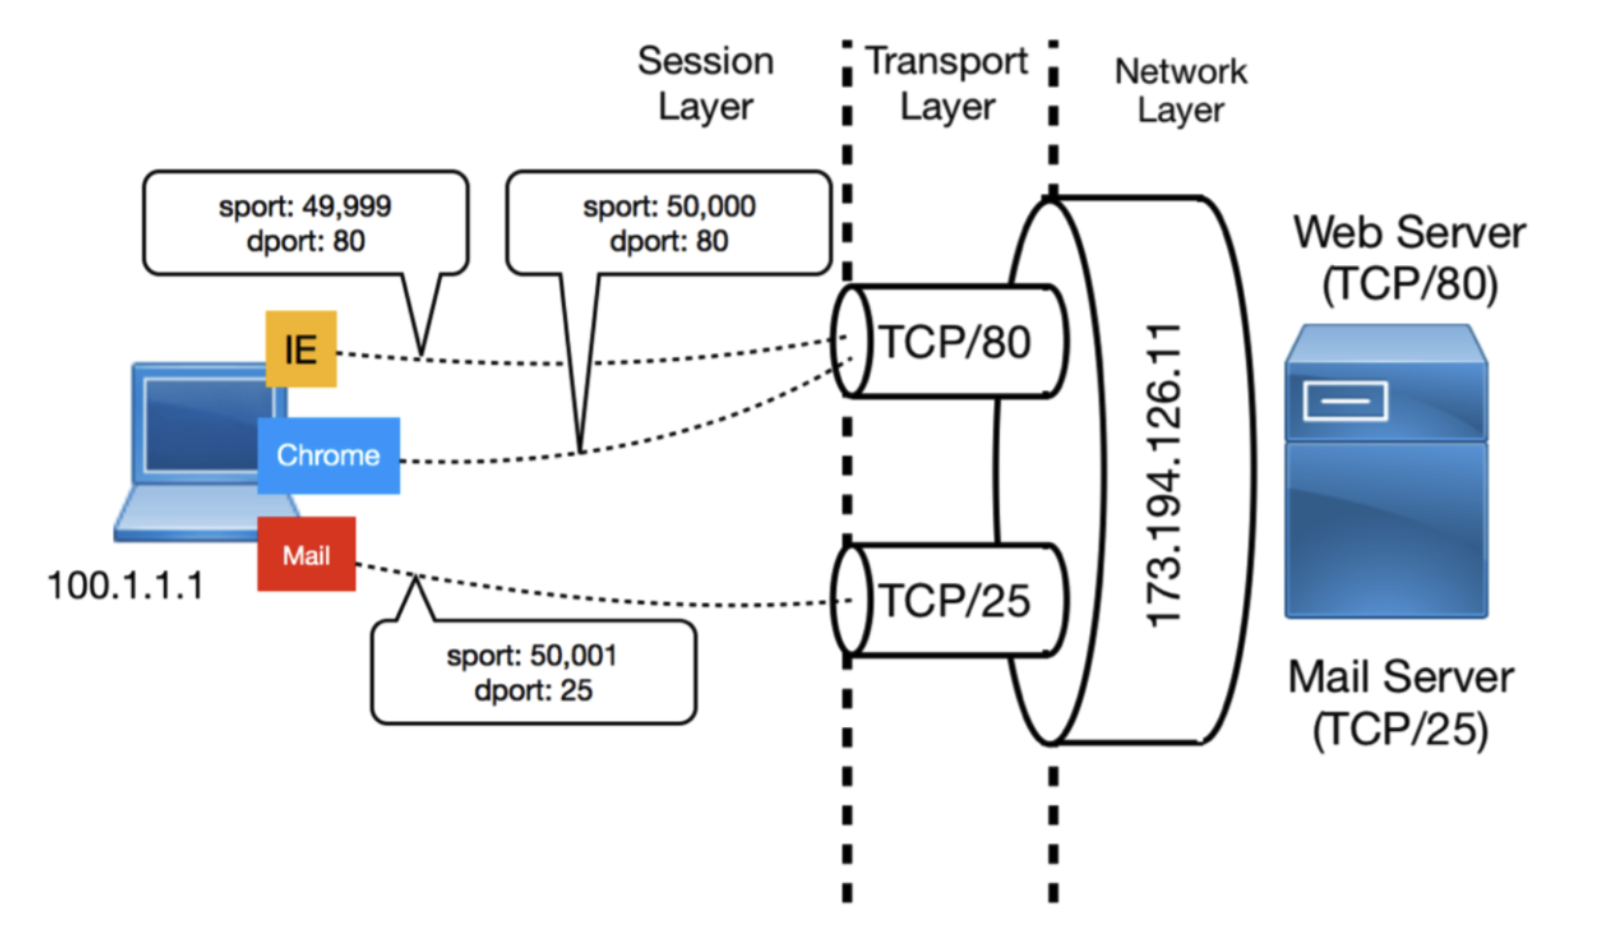 Session
Layer
Transport
Layer
Network
Layer
sport: 49,999
dport: 80
sport: 50,000
dport: 80
Web Server
(TCP/80)
IE
TCP/80
Chrome
173.194.126.11
Mail
100.1.1.1
TCP/25
sport: 50,001
dport: 25
Mail Server
(TCP/25)